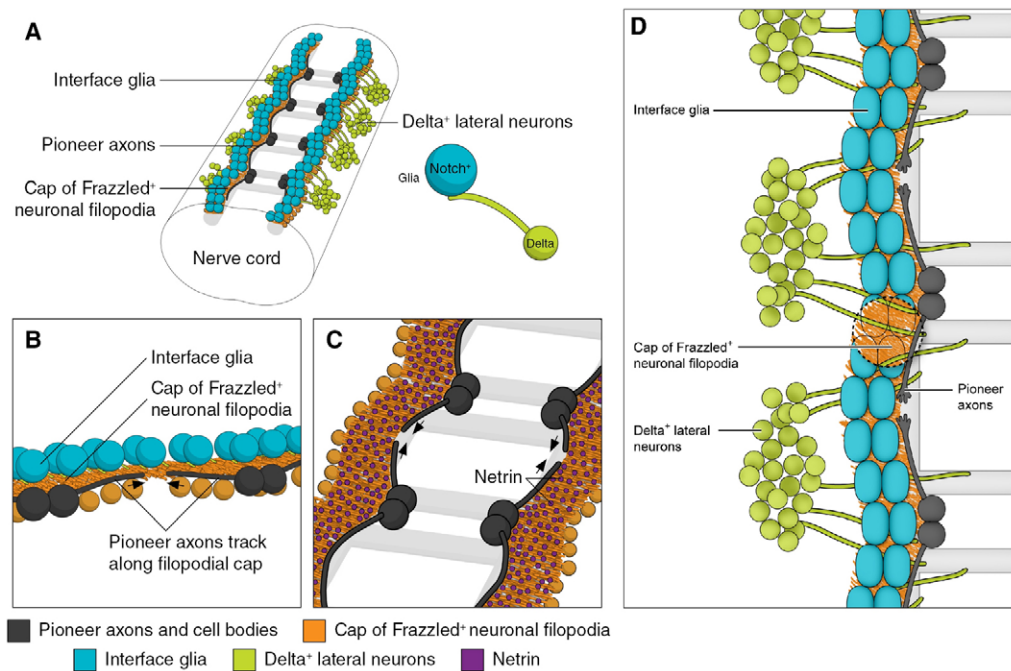 A
Interface glia
Pioneer axons
Cap of Frazzled⁺
neuronal filopodia
Delta⁺ lateral neurons
Notch⁺
Glia
Delta
Nerve cord
B
Interface glia
Cap of Frazzled⁺
neuronal filopodia
Pioneer axons track
along filopodial cap
C
Netrin
D
Interface glia
Cap of Frazzled⁺
neuronal filopodia
Pioneer
axons
Delta⁺ lateral
neurons
Pioneer axons and cell bodies
Cap of Frazzled⁺ neuronal filopodia
Interface glia
Delta⁺ lateral neurons
Netrin